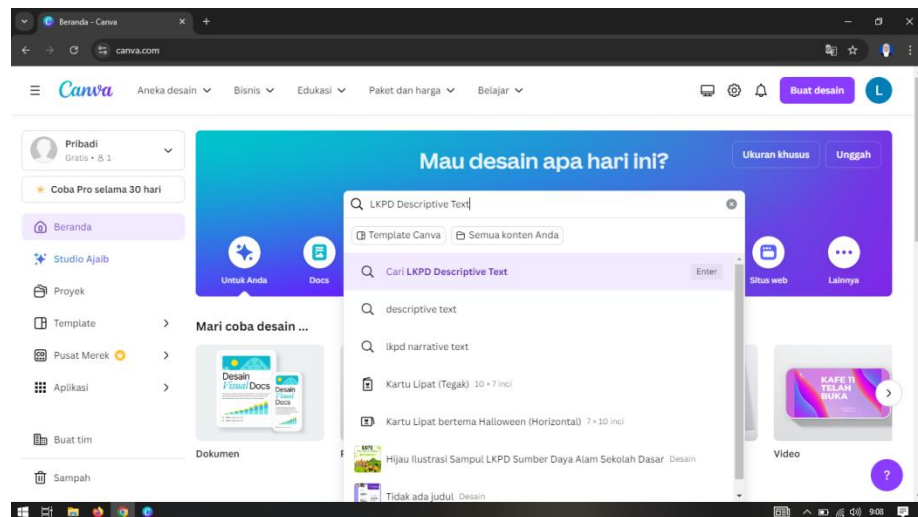 Beranda - Canva
canva.com
Canva
Aneka desain
Bisnis
Edukasi
Paket dan harga
Belajar
Buat desain
L
Pribadi
Gratis • 1
Coba Pro selama 30 hari
Beranda
Studio Ajaib
Proyek
Template
Pusat Merek
Aplikasi
Buat tim
Sampah
Mau desain apa hari ini?
Ukuran khusus
Unggah
LKPD Descriptive Text
Template Canva
Semua konten Anda
Cari LKPD Descriptive Text
Enter
descriptive text
lkpd narrative text
Kartu Lipat (Tegak) 10 × 7 inci
Kartu Lipat bertema Halloween (Horizontal) 7 × 10 inci
Hijau Ilustrasi Sampul LKPD Sumber Daya Alam Sekolah Dasar Desain
Tidak ada judul Desain
Untuk Anda
Docs
Situs web
Lainnya
Mari coba desain ...
Desain
Visual Docs
Desain
Visual
Docs
Dokumen
KAFE 11
TELAH
BUKA
Video
?
9:08